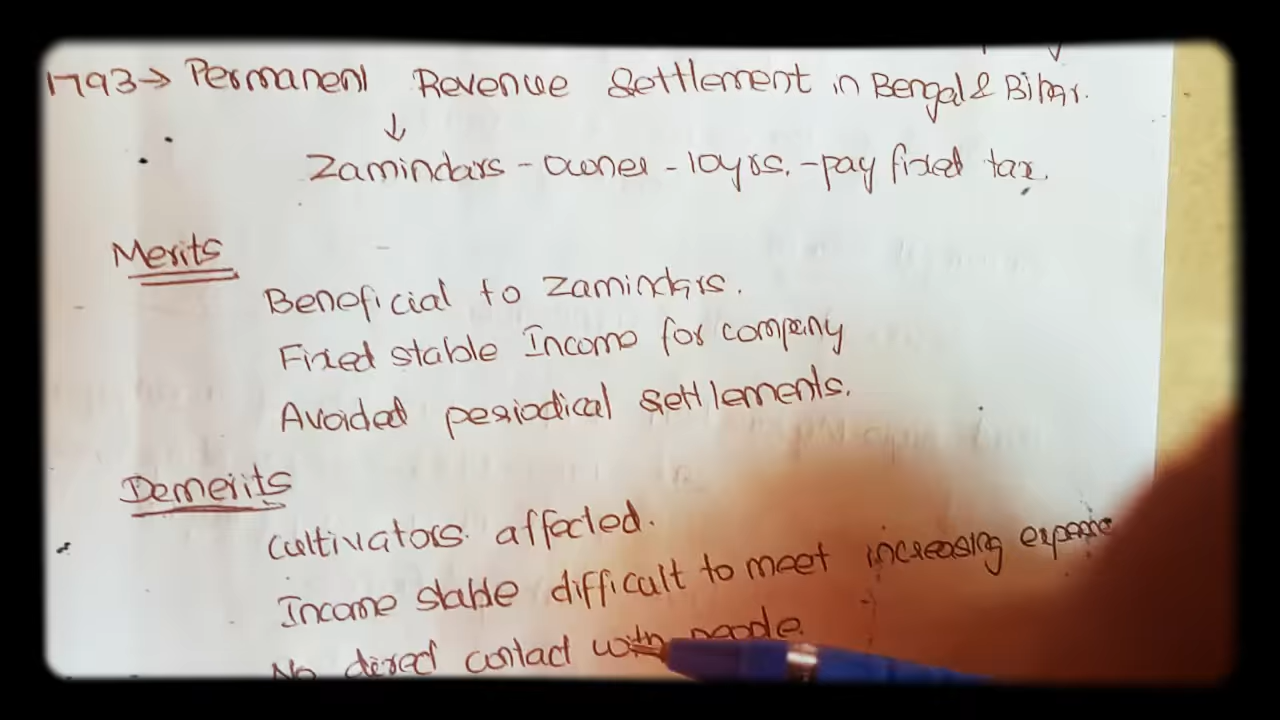 1793→ Permanent Revenue Settlement in Bengal & Bihar.
↓
Zamindars - owner - 10yrs. - pay fixed tax.
Merits
Beneficial to Zamindars.
Fixed stable Income for company
Avoided periodical settlements.
Demerits
Cultivators affected.
Income stable difficult to meet increasing
No direct contact with people.